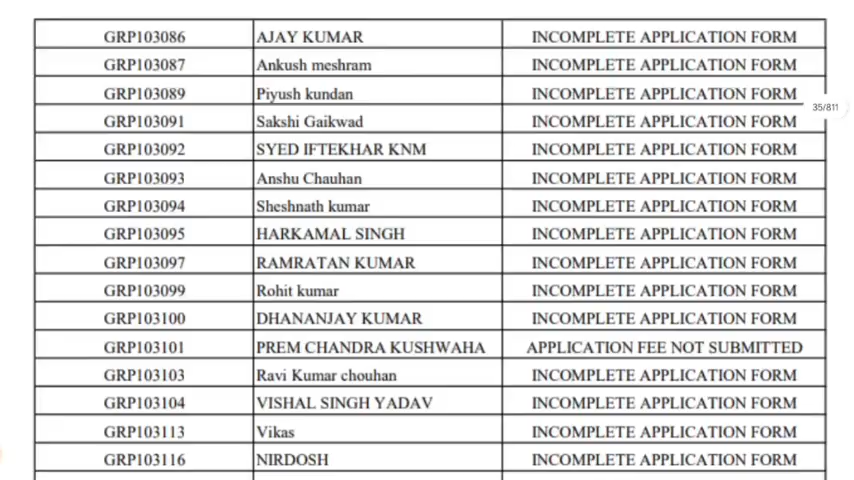 GRP103086 AJAY KUMAR INCOMPLETE APPLICATION FORM
GRP103087 Ankush meshram INCOMPLETE APPLICATION FORM
GRP103089 Piyush kundan INCOMPLETE APPLICATION FORM
35/811
GRP103091 Sakshi Gaikwad INCOMPLETE APPLICATION FORM
GRP103092 SYED IFTEKHAR KNM INCOMPLETE APPLICATION FORM
GRP103093 Anshu Chauhan INCOMPLETE APPLICATION FORM
GRP103094 Sheshnath kumar INCOMPLETE APPLICATION FORM
GRP103095 HARKAMAL SINGH INCOMPLETE APPLICATION FORM
GRP103097 RAMRATAN KUMAR INCOMPLETE APPLICATION FORM
GRP103099 Rohit kumar INCOMPLETE APPLICATION FORM
GRP103100 DHANANJAY KUMAR INCOMPLETE APPLICATION FORM
GRP103101 PREM CHANDRA KUSHWAHA APPLICATION FEE NOT SUBMITTED
GRP103103 Ravi Kumar chouhan INCOMPLETE APPLICATION FORM
GRP103104 VISHAL SINGH YADAV INCOMPLETE APPLICATION FORM
GRP103113 Vikas INCOMPLETE APPLICATION FORM
GRP103116 NIRDOSH INCOMPLETE APPLICATION FORM